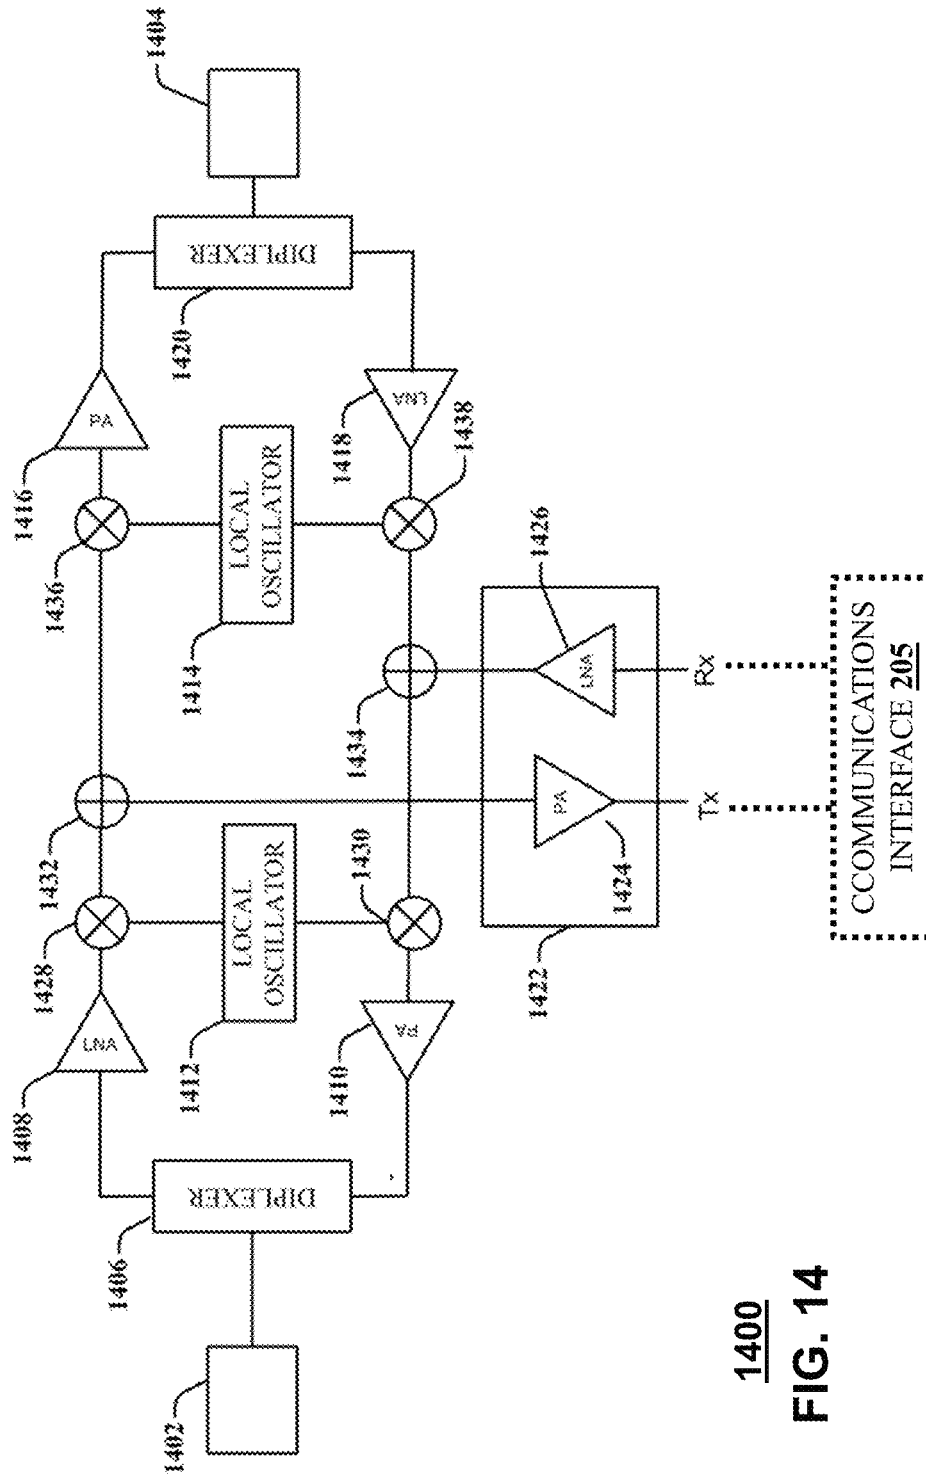 1404
DIPLEXER
1420
PA
1416
LNA
1418
1438
1436
LOCAL
OSCILLATOR
1414
1426
LNA
1434
Rx
1432
PA
1424
Tx
1422
CCOMMUNICATIONS
INTERFACE 205
1428
LOCAL
OSCILLATOR
1412
1430
LNA
1408
PA
1410
DIPLEXER
1406
1402
1400
FIG. 14